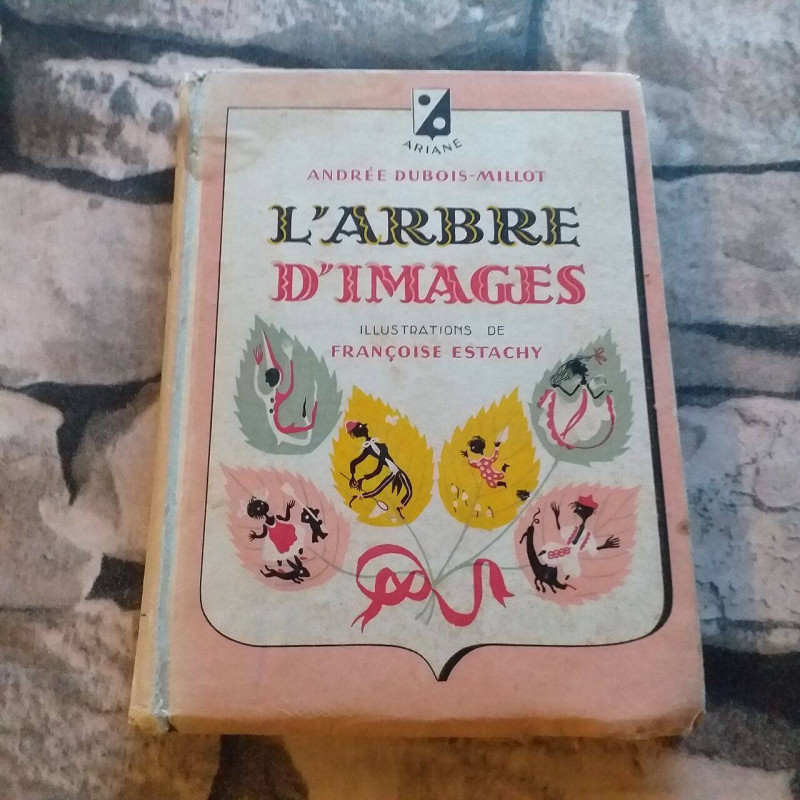 ARIANE
ANDRÉE DUBOIS-MILLOT
L'ARBRE
D'IMAGES
ILLUSTRATIONS DE
FRANÇOISE ESTACHY